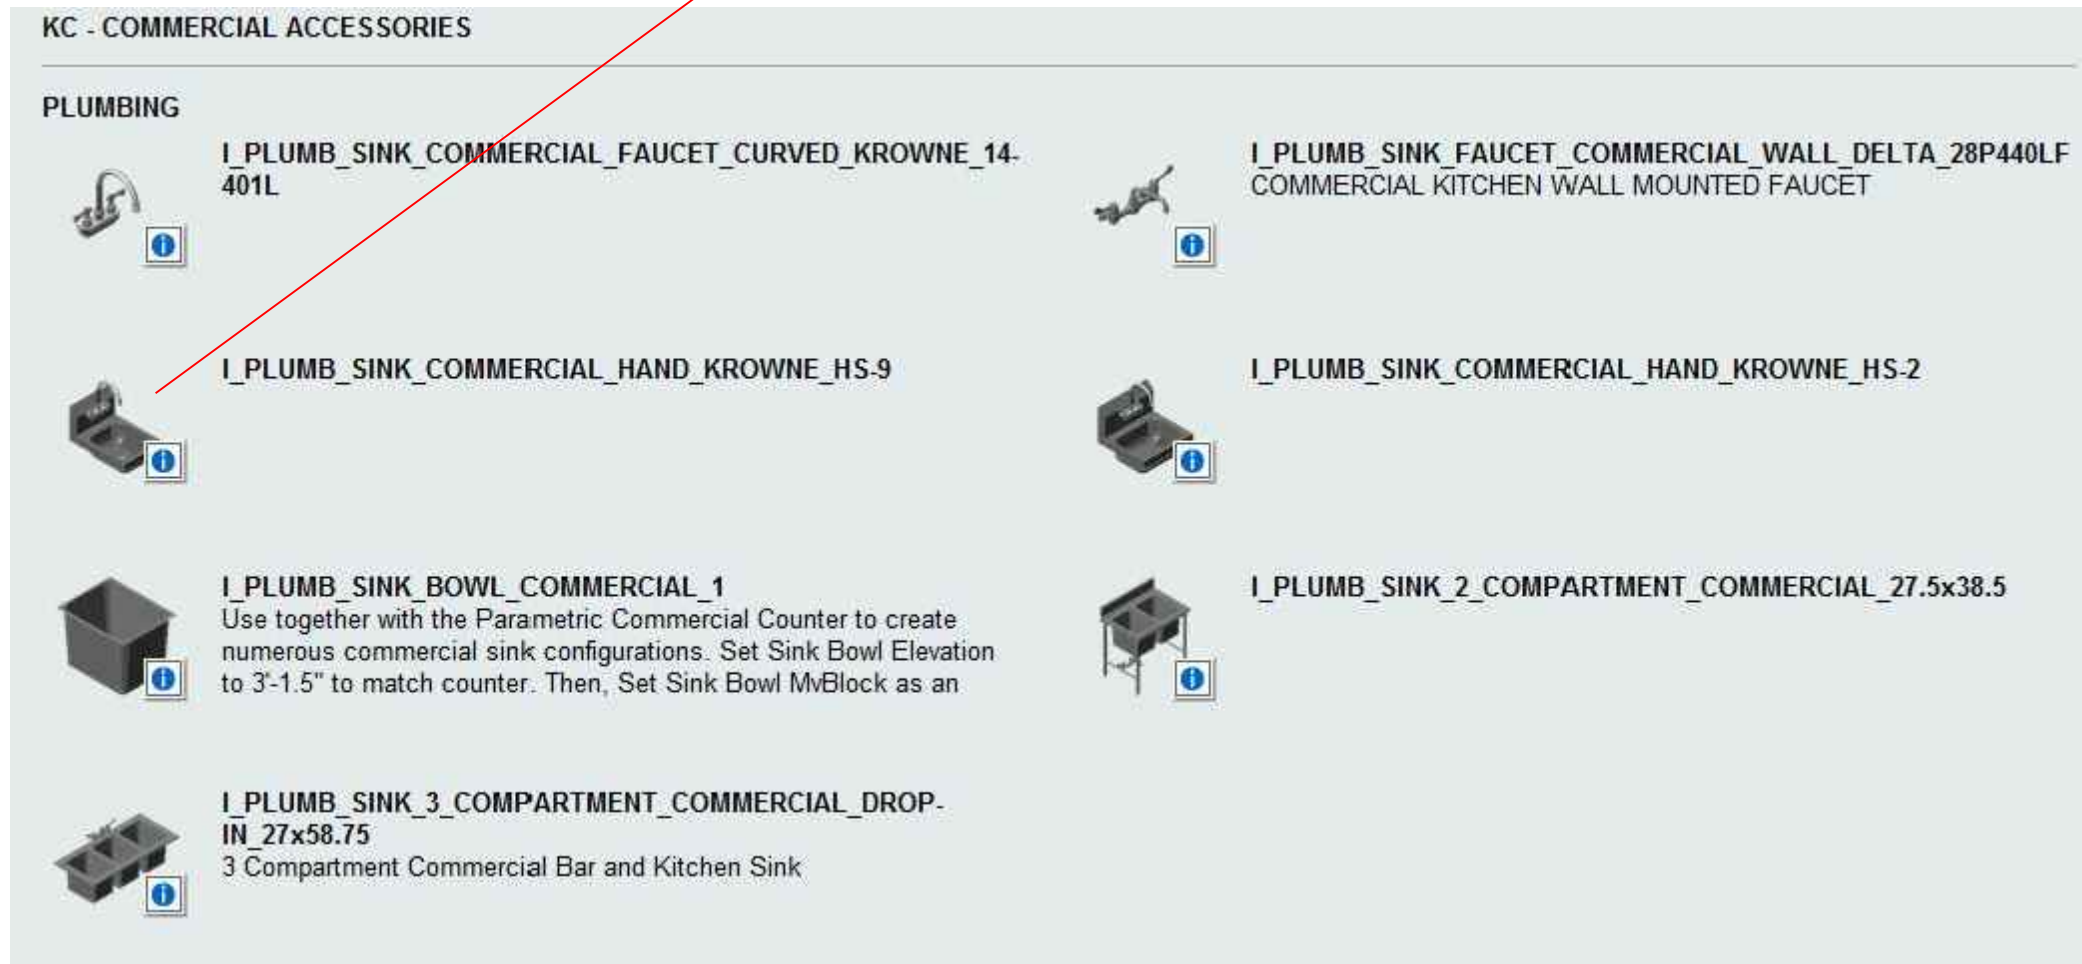 KC - COMMERCIAL ACCESSORIES
PLUMBING
I_PLUMB_SINK_COMMERCIAL_FAUCET_CURVED_KROWNE_14-
401L
I_PLUMB_SINK_FAUCET_COMMERCIAL_WALL_DELTA_28P440LF
COMMERCIAL KITCHEN WALL MOUNTED FAUCET
I_PLUMB_SINK_COMMERCIAL_HAND_KROWNE_HS-9
I_PLUMB_SINK_COMMERCIAL_HAND_KROWNE_HS-2
I_PLUMB_SINK_BOWL_COMMERCIAL_1
Use together with the Parametric Commercial Counter to create
numerous commercial sink configurations. Set Sink Bowl Elevation
to 3'-1.5" to match counter. Then, Set Sink Bowl MvBlock as an
I_PLUMB_SINK_2_COMPARTMENT_COMMERCIAL_27.5x38.5
I_PLUMB_SINK_3_COMPARTMENT_COMMERCIAL_DROP-
IN_27x58.75
3 Compartment Commercial Bar and Kitchen Sink